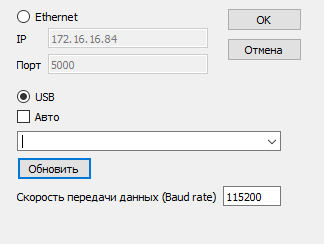 Ethernet
OK
IP 172.16.16.84
Отмена
Порт 5000
USB
Авто
Обновить
Скорость передачи данных (Baud rate) 115200